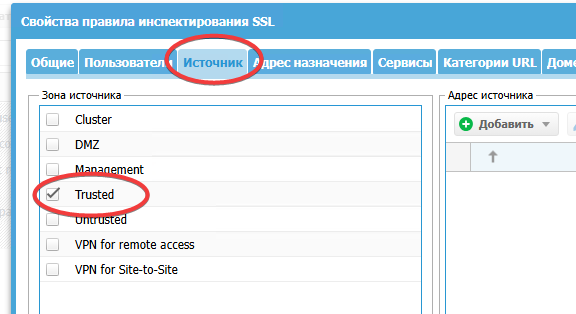 Свойства правила инспектирования SSL
Общие Пользователи Источник Адрес назначения Сервисы Категории URL Доме
Зона источника
Cluster
DMZ
Management
Trusted
Untrusted
VPN for remote access
VPN for Site-to-Site
Адрес источника
Добавить